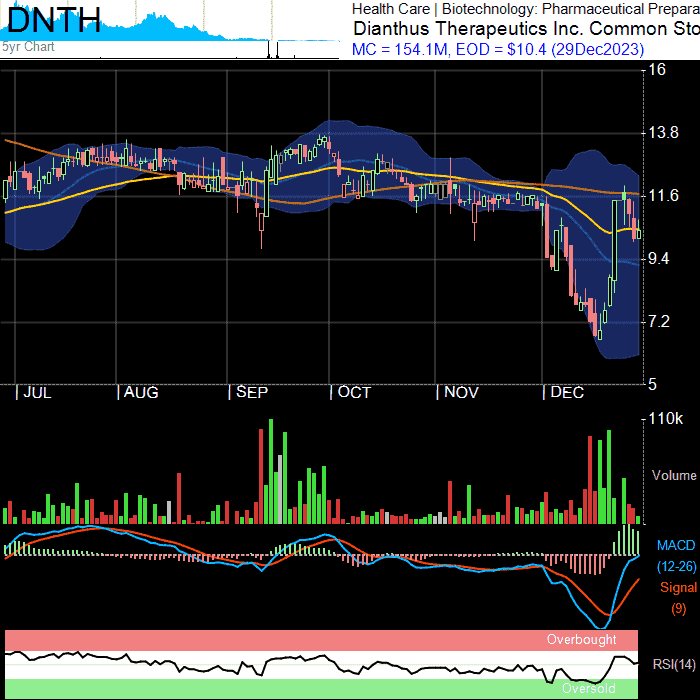 DNTH
5yr Chart
Health Care | Biotechnology: Pharmaceutical Prepara
Dianthus Therapeutics Inc. Common Sto
MC = 154.1M, EOD = $10.4 (29Dec2023)
16
13.8
11.6
9.4
7.2
5
| JUL | AUG | SEP | OCT | NOV | DEC
110k
Volume
MACD
(12-26)
Signal
(9)
Overbought
RSI(14)
Oversold